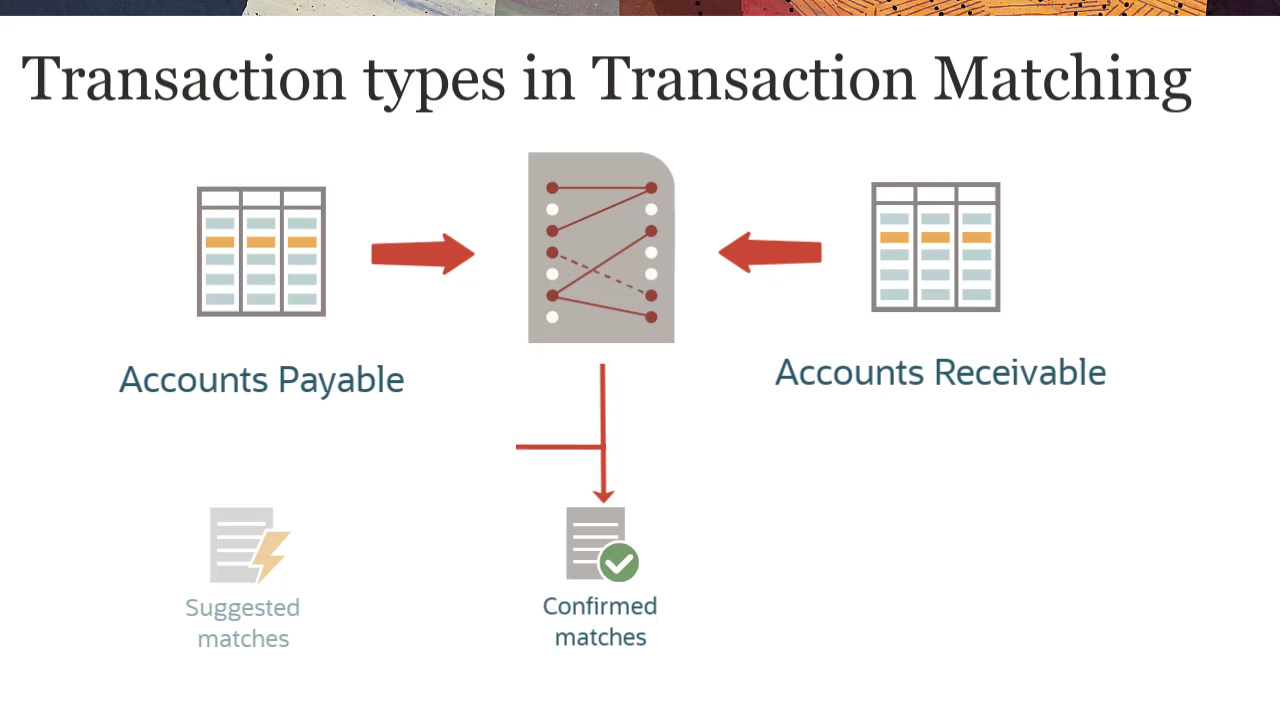 Transaction types in Transaction Matching
Accounts Payable
Accounts Receivable
Suggested
matches
Confirmed
matches